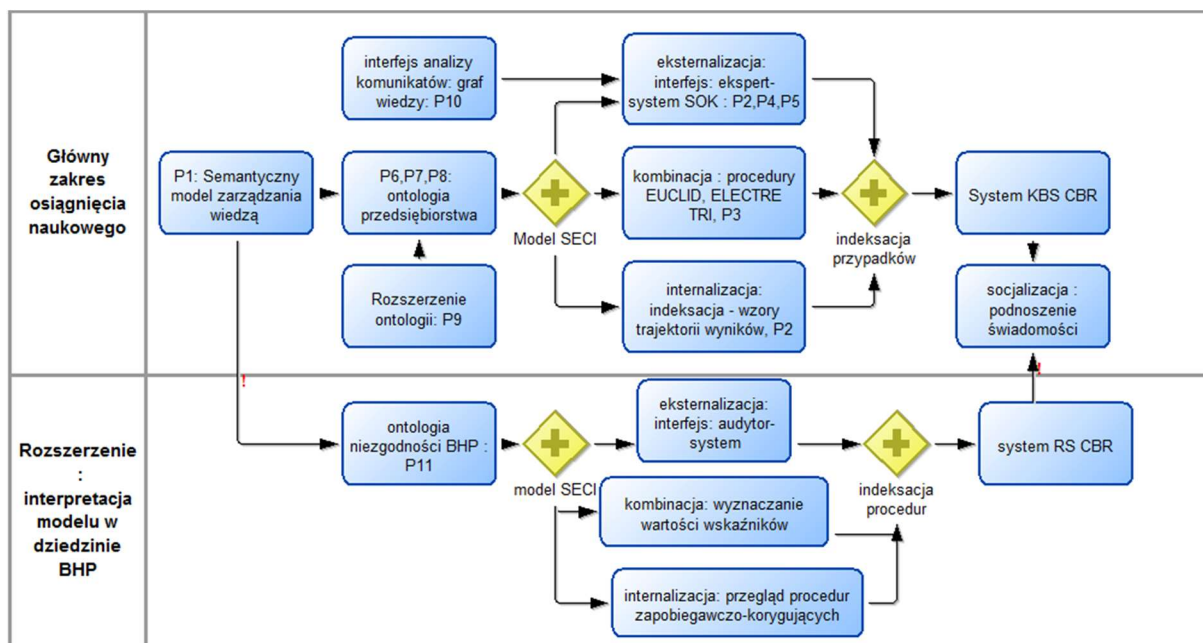 Główny
zakres
osiągnięcia
naukowego
interfejs analizy
komunikatów: graf
wiedzy: P10
eksternalizacja:
interfejs: ekspert-
system SOK : P2,P4,P5
P1: Semantyczny
model zarządzania
wiedzą
P6,P7,P8:
ontologia
przedsiębiorstwa
Model SECI
kombinacja : procedury
EUCLID, ELECTRE
TRI, P3
indeksacja
przypadków
System KBS CBR
Rozszerzenie
ontologii: P9
internalizacja:
indeksacja - wzory
trajektorii wyników, P2
socjalizacja :
podnoszenie
świadomości
!
!
Rozszerzenie
:
interpretacja
modelu w
dziedzinie
BHP
ontologia
niezgodności BHP :
P11
model SECI
eksternalizacja:
interfejs: audytor-
system
indeksacja
procedur
system RS CBR
kombinacja: wyznaczanie
wartości wskaźników
internalizacja: przegląd procedur
zapobiegawczo-korygujących